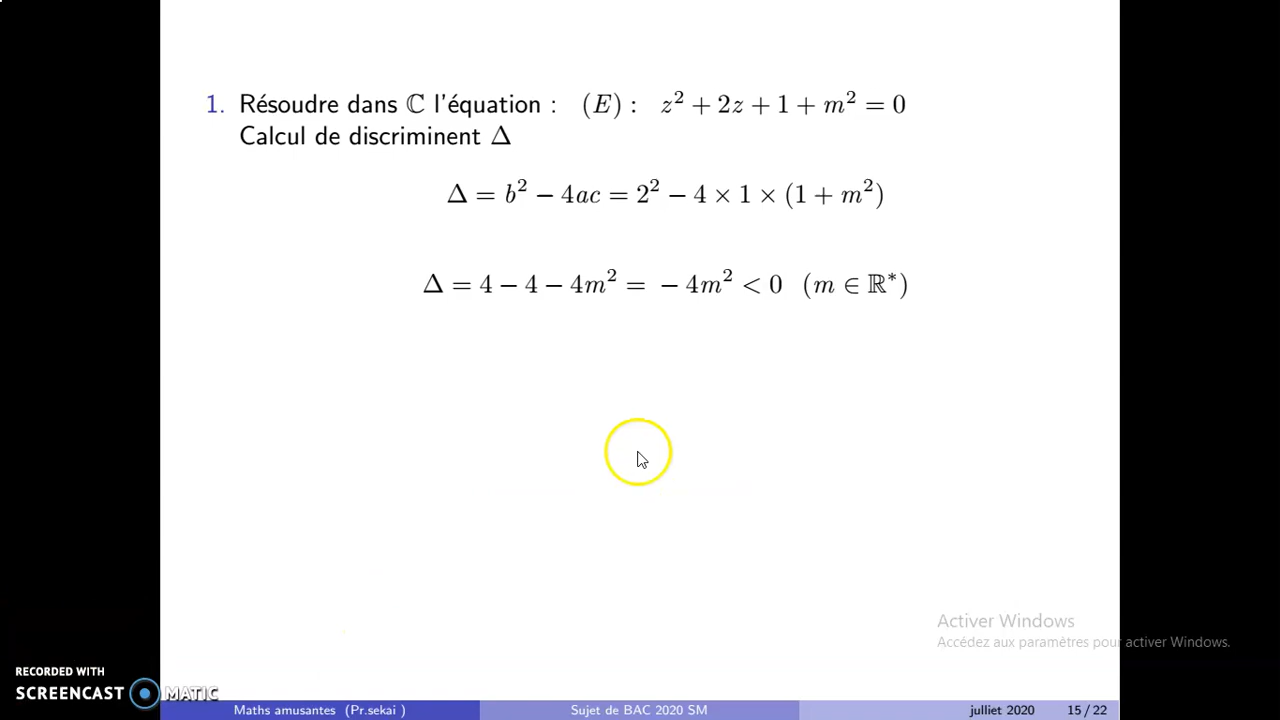 1. Résoudre dans ℂ l'équation : (E) : z² + 2z + 1 + m² = 0
Calcul de discriminent Δ
Δ = b² − 4ac = 2² − 4 × 1 × (1 + m²)
Δ = 4 − 4 − 4m² = − 4m² < 0 (m ∈ ℝ*)
Activer Windows
Accédez aux paramètres pour activer Windows.
RECORDED WITH
SCREENCAST MATIC
Maths amusantes (Pr.sekai ) Sujet de BAC 2020 SM julliet 2020 15 / 22